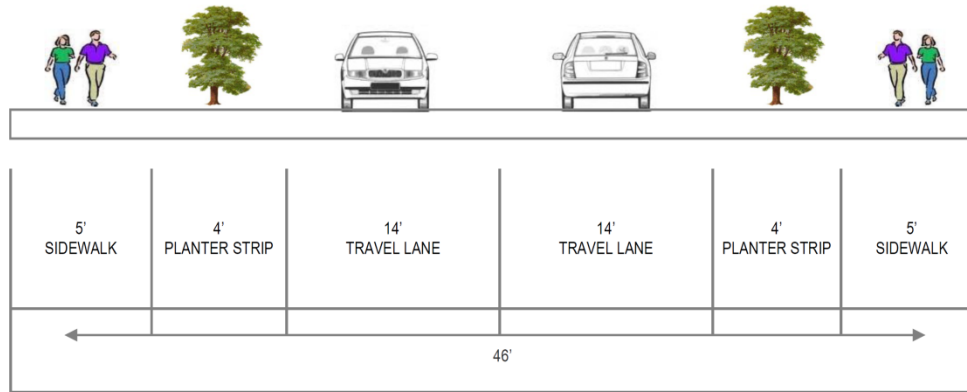 5’
SIDEWALK
4’
PLANTER STRIP
14’
TRAVEL LANE
14’
TRAVEL LANE
4’
PLANTER STRIP
5’
SIDEWALK
46’